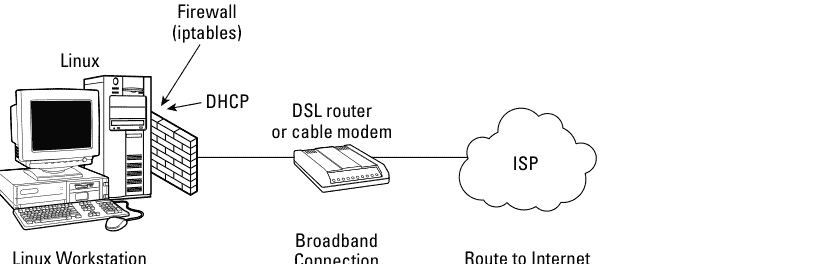 Firewall
(iptables)
Linux
DHCP
DSL router
or cable modem
ISP
Linux Workstation
Broadband
Connection
Route to Internet